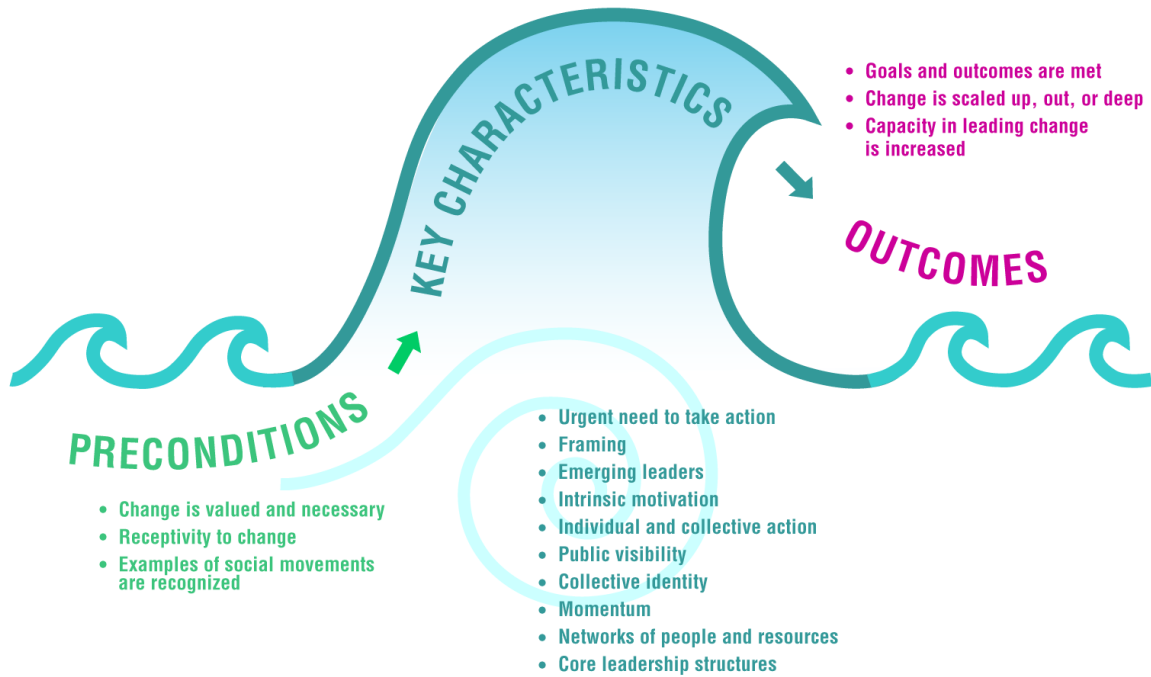 PRECONDITIONS
• Change is valued and necessary
• Receptivity to change
• Examples of social movements
are recognized
KEY CHARACTERISTICS
• Urgent need to take action
• Framing
• Emerging leaders
• Intrinsic motivation
• Individual and collective action
• Public visibility
• Collective identity
• Momentum
• Networks of people and resources
• Core leadership structures
• Goals and outcomes are met
• Change is scaled up, out, or deep
• Capacity in leading change
is increased
OUTCOMES